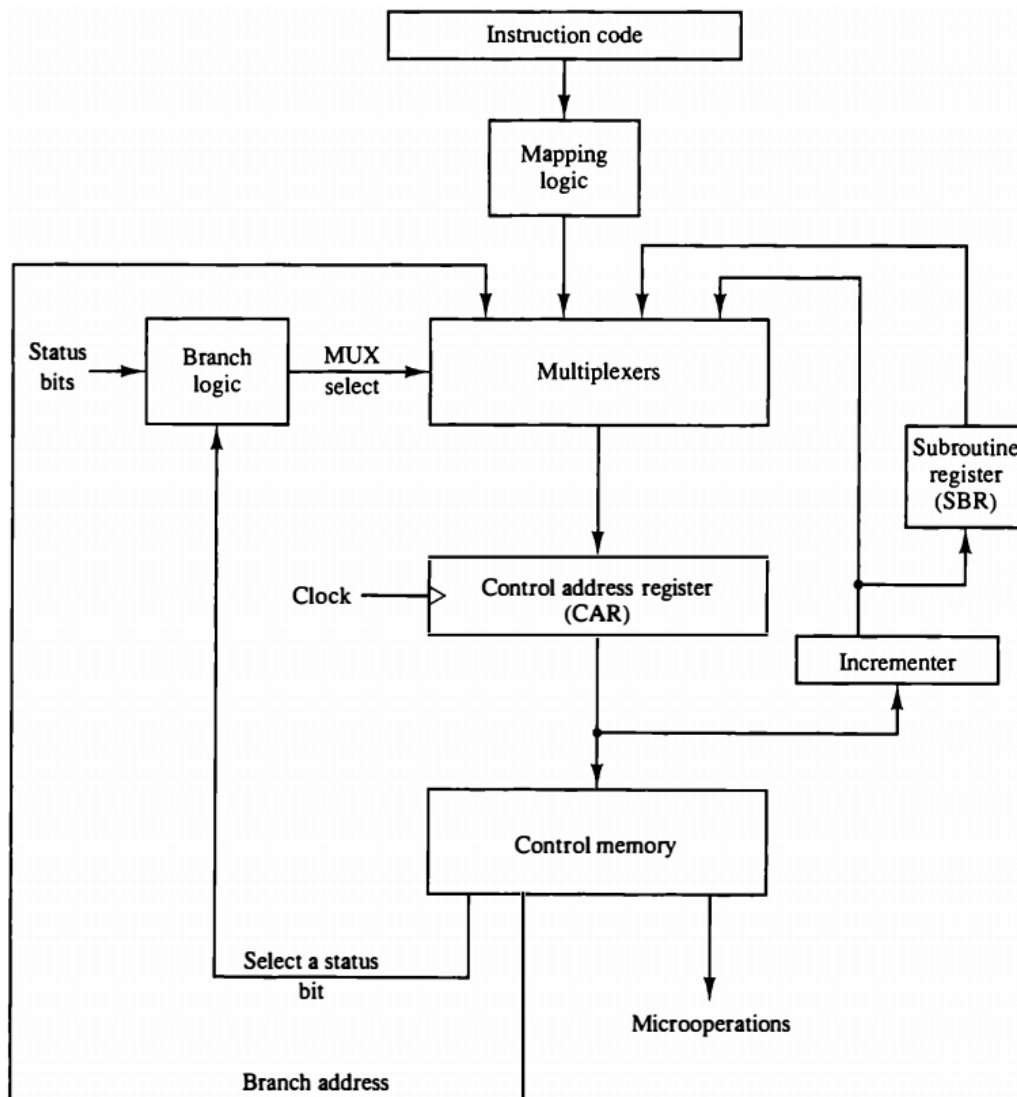 Instruction code
Mapping
logic
Status
bits
Branch
logic
MUX
select
Multiplexers
Subroutine
register
(SBR)
Clock
Control address register
(CAR)
Incrementer
Control memory
Select a status
bit
Microoperations
Branch address